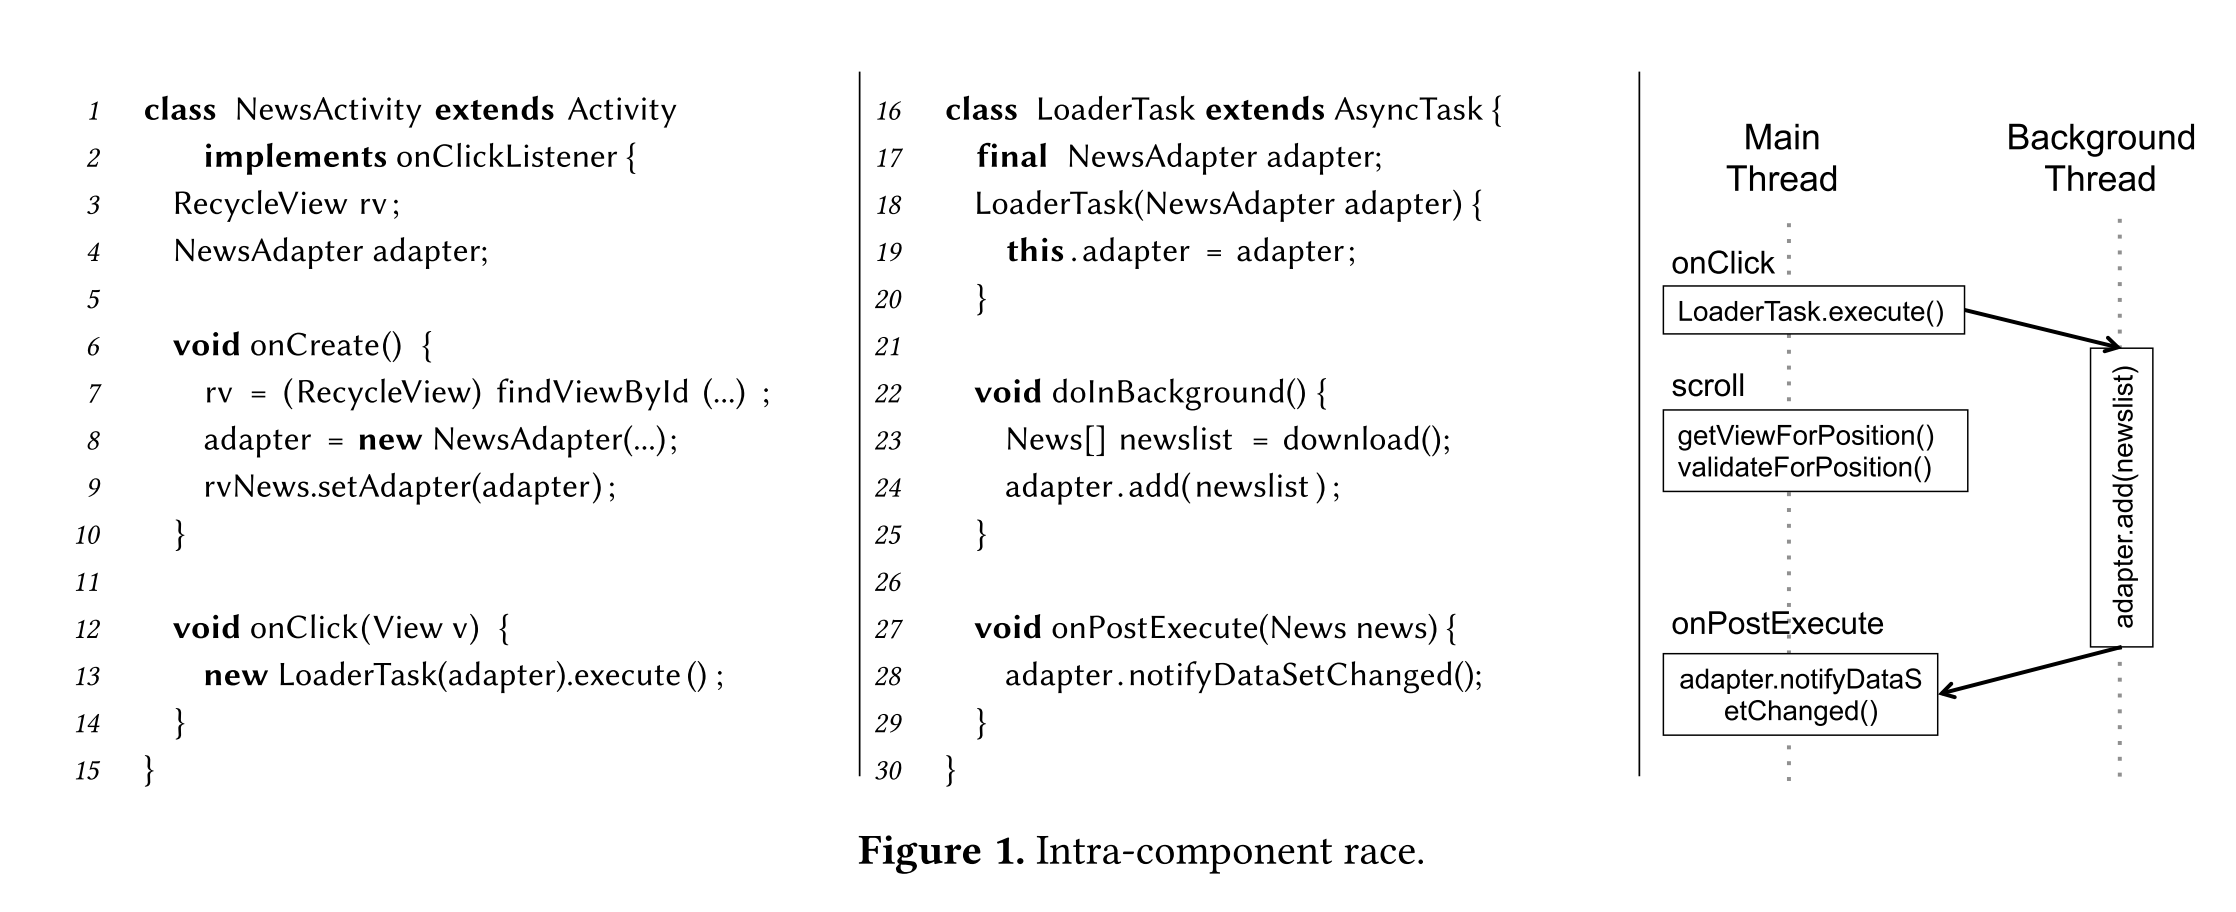 1 class NewsActivity extends Activity
2 implements onClickListener {
3 RecycleView rv;
4 NewsAdapter adapter;
5
6 void onCreate() {
7 rv = (RecycleView) findViewById (...) ;
8 adapter = new NewsAdapter(...);
9 rvNews.setAdapter(adapter);
10 }
11
12 void onClick(View v) {
13 new LoaderTask(adapter).execute();
14 }
15 }
16 class LoaderTask extends AsyncTask {
17 final NewsAdapter adapter;
18 LoaderTask(NewsAdapter adapter) {
19 this.adapter = adapter;
20 }
21
22 void doInBackground() {
23 News[] newslist = download();
24 adapter.add(newslist);
25 }
26
27 void onPostExecute(News news) {
28 adapter.notifyDataSetChanged();
29 }
30 }
Main
Thread
Background
Thread
onClick
LoaderTask.execute()
scroll
getViewForPosition()
validateForPosition()
adapter.add(newslist)
onPostExecute
adapter.notifyDataS
etChanged()
Figure 1. Intra-component race.